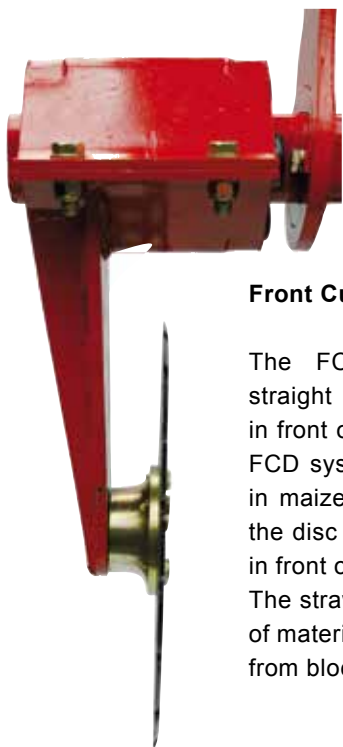 Front Cu
The FC
straight
in front o
FCD sys
in maize
the disc
in front o
The straw
of materi
from bloc